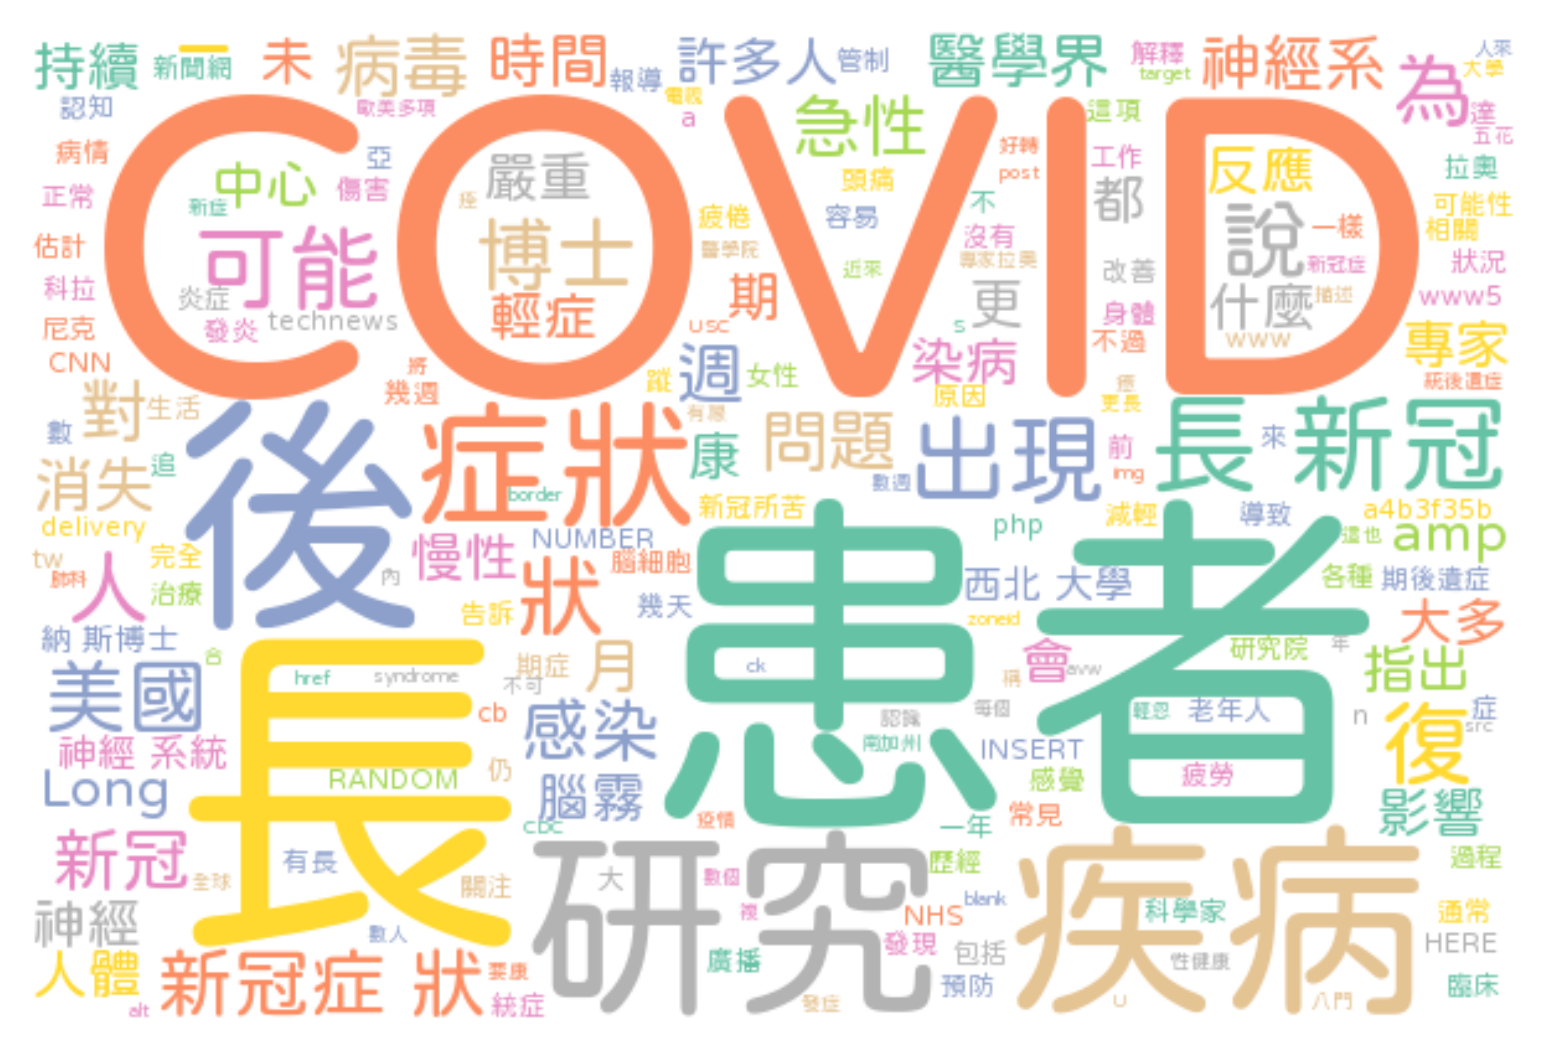 持續
新聞網
一
未
病毒
時間
報導
許多人
管制
醫學界
解釋
target
神經系
為
人來
大學
達
五花
認知
歐美多項
電視
a
急性
這項
COVID
病情
中心
亞
傷害
嚴重
頭痛
好轉
post
工作
反應
拉奧
正常
新症
可能
博士
疲倦
容易
不
都
說
一樣
可能性
相關
估計
醫學院
近來
沒有
專家拉奧
改善
新冠症
狀況
科拉
炎症
發炎
technews
輕症
期
更
身體
什麼
描述
www5
尼克
usc
s
不過
www
專家
CNN
將
幾週
蹤
週
女性
染病
原因
更長
統後遺症
對
生活
後
症狀
有關
康
問題
出現
前
長
來
新冠
數
消失
追
border
數週
img
delivery
新冠所苦
php
減輕
導致
a4b3f35b
tw
完全
慢性
NUMBER
腦細胞
患者
這也
amp
肺科
人
治療
內
狀
西北 大學
各種
期後遺症
告訴
幾天
zoneid
大多
納 斯博士
長
研究院
年
美國
href
syndrome
期症
不可
月
ck
稱
會
avw
指出
cb
感染
認識
每個
輕忽
老年人
n
復
症
src
神經 系統
南加州
INSERT
Long
RANDOM
仍
腦霧
感覺
疲勞
影響
CDC
疫情
一年
常見
新冠
有長
研究
歷經
疾病
過程
全球
關注
大
數個
blank
神經
複
NHS
科學家
通常
數人
發現
包括
HERE
人體
新冠症 狀
要康
廣播
性健康
預防
臨床
alt
統症
發症
U
八門